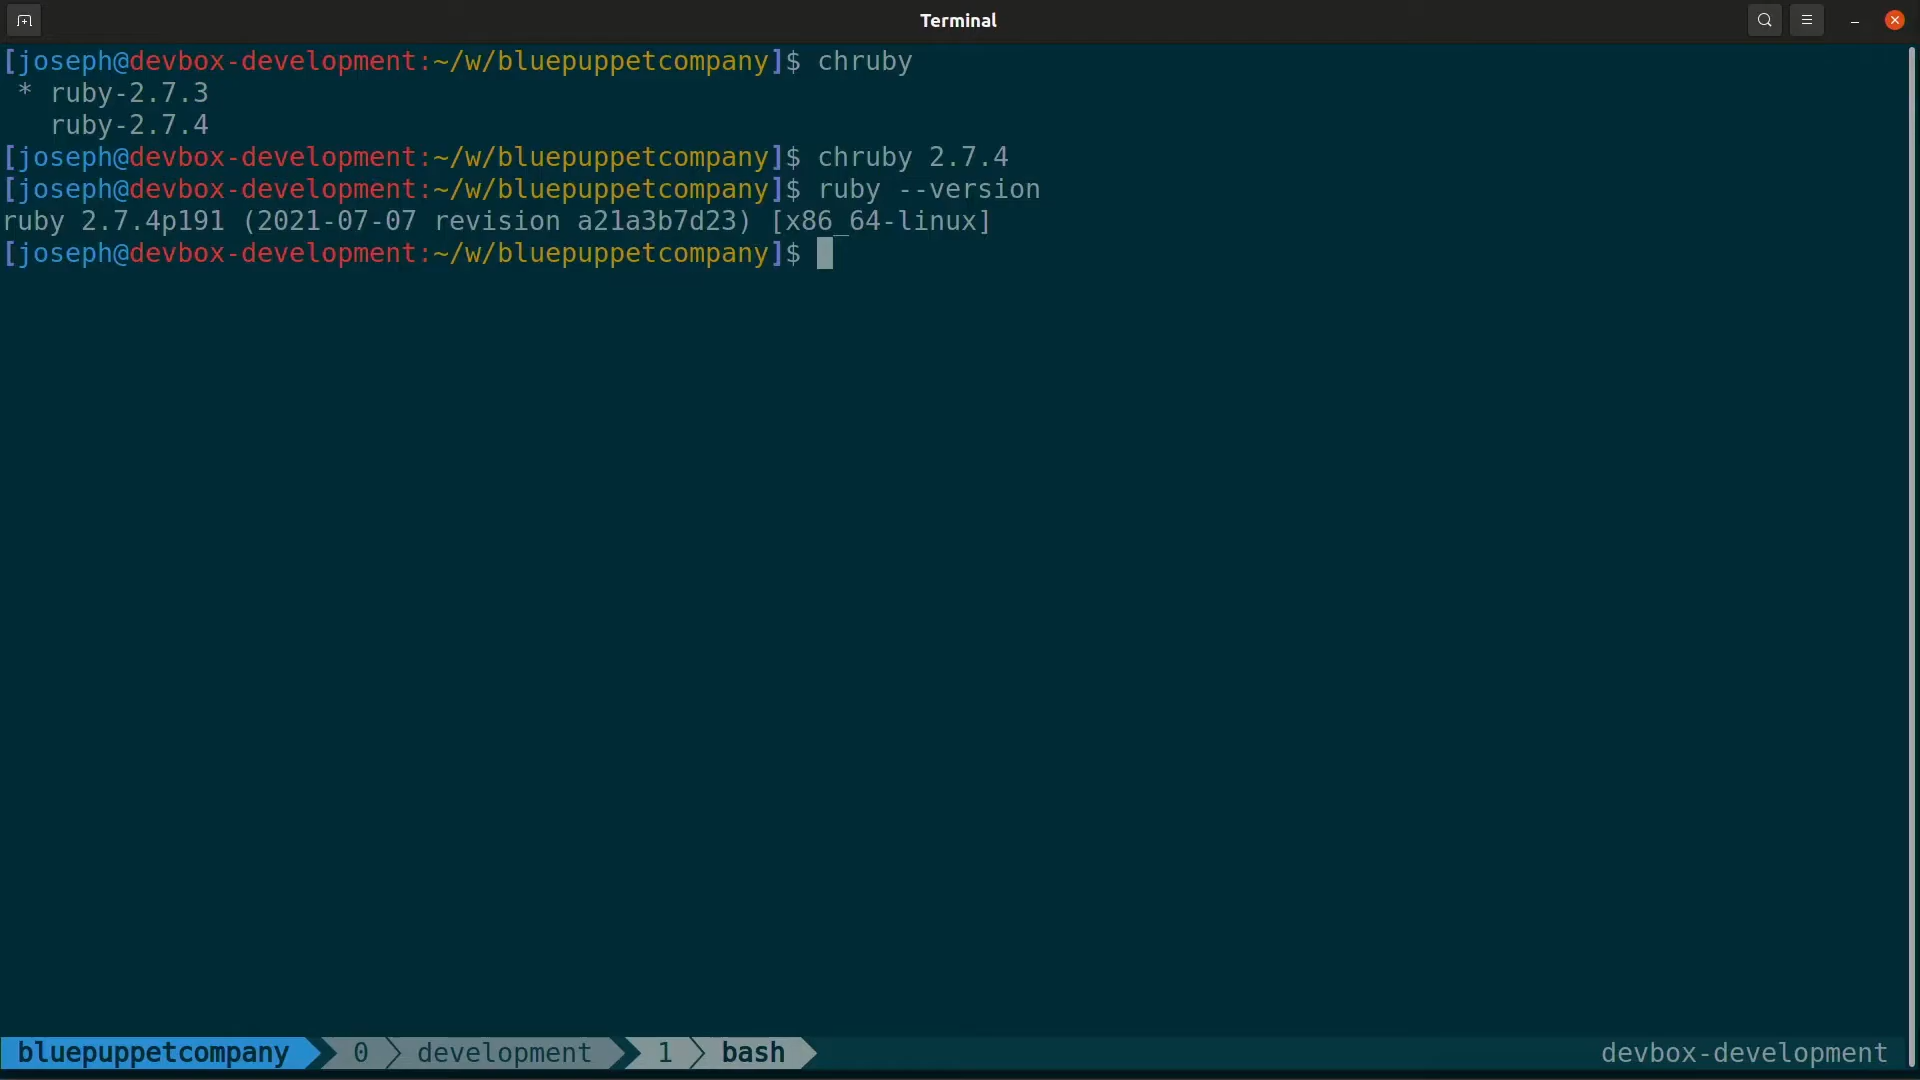 Terminal
[joseph@devbox-development:~/w/bluepuppetcompany]$ chruby
 * ruby-2.7.3
   ruby-2.7.4
[joseph@devbox-development:~/w/bluepuppetcompany]$ chruby 2.7.4
[joseph@devbox-development:~/w/bluepuppetcompany]$ ruby --version
ruby 2.7.4p191 (2021-07-07 revision a21a3b7d23) [x86_64-linux]
[joseph@devbox-development:~/w/bluepuppetcompany]$
bluepuppetcompany 0 development 1 bash devbox-development